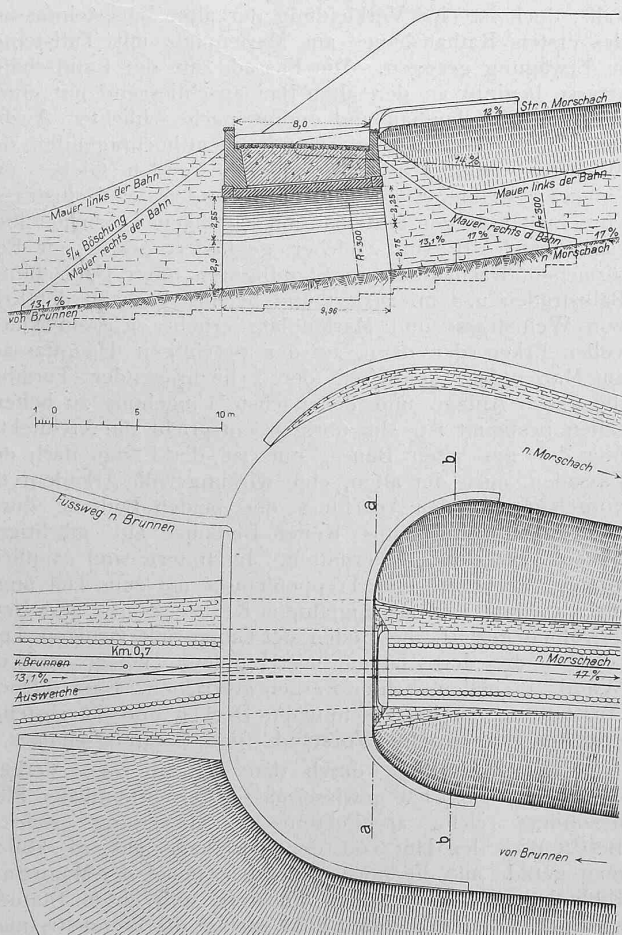 Str n. Morschach
12%
8,0
14%
Mauer links der Bahn
5/4 Böschung
Mauer rechts der Bahn
2,55
2,9
R=300
2,25
2,75
Mauer links der Bahn
R=500
Mauer rechts d Bahn
13,1%
17%
17%
n. Morschach
13,1%
von Brunnen
9,96
1 0 5 10 m
n. Morschach
Fussweg n Brunnen
a
b
Km. 0,7
v. Brunnen
13,1%
Ausweiche
n. Morschach
17%
a
b
von Brunnen